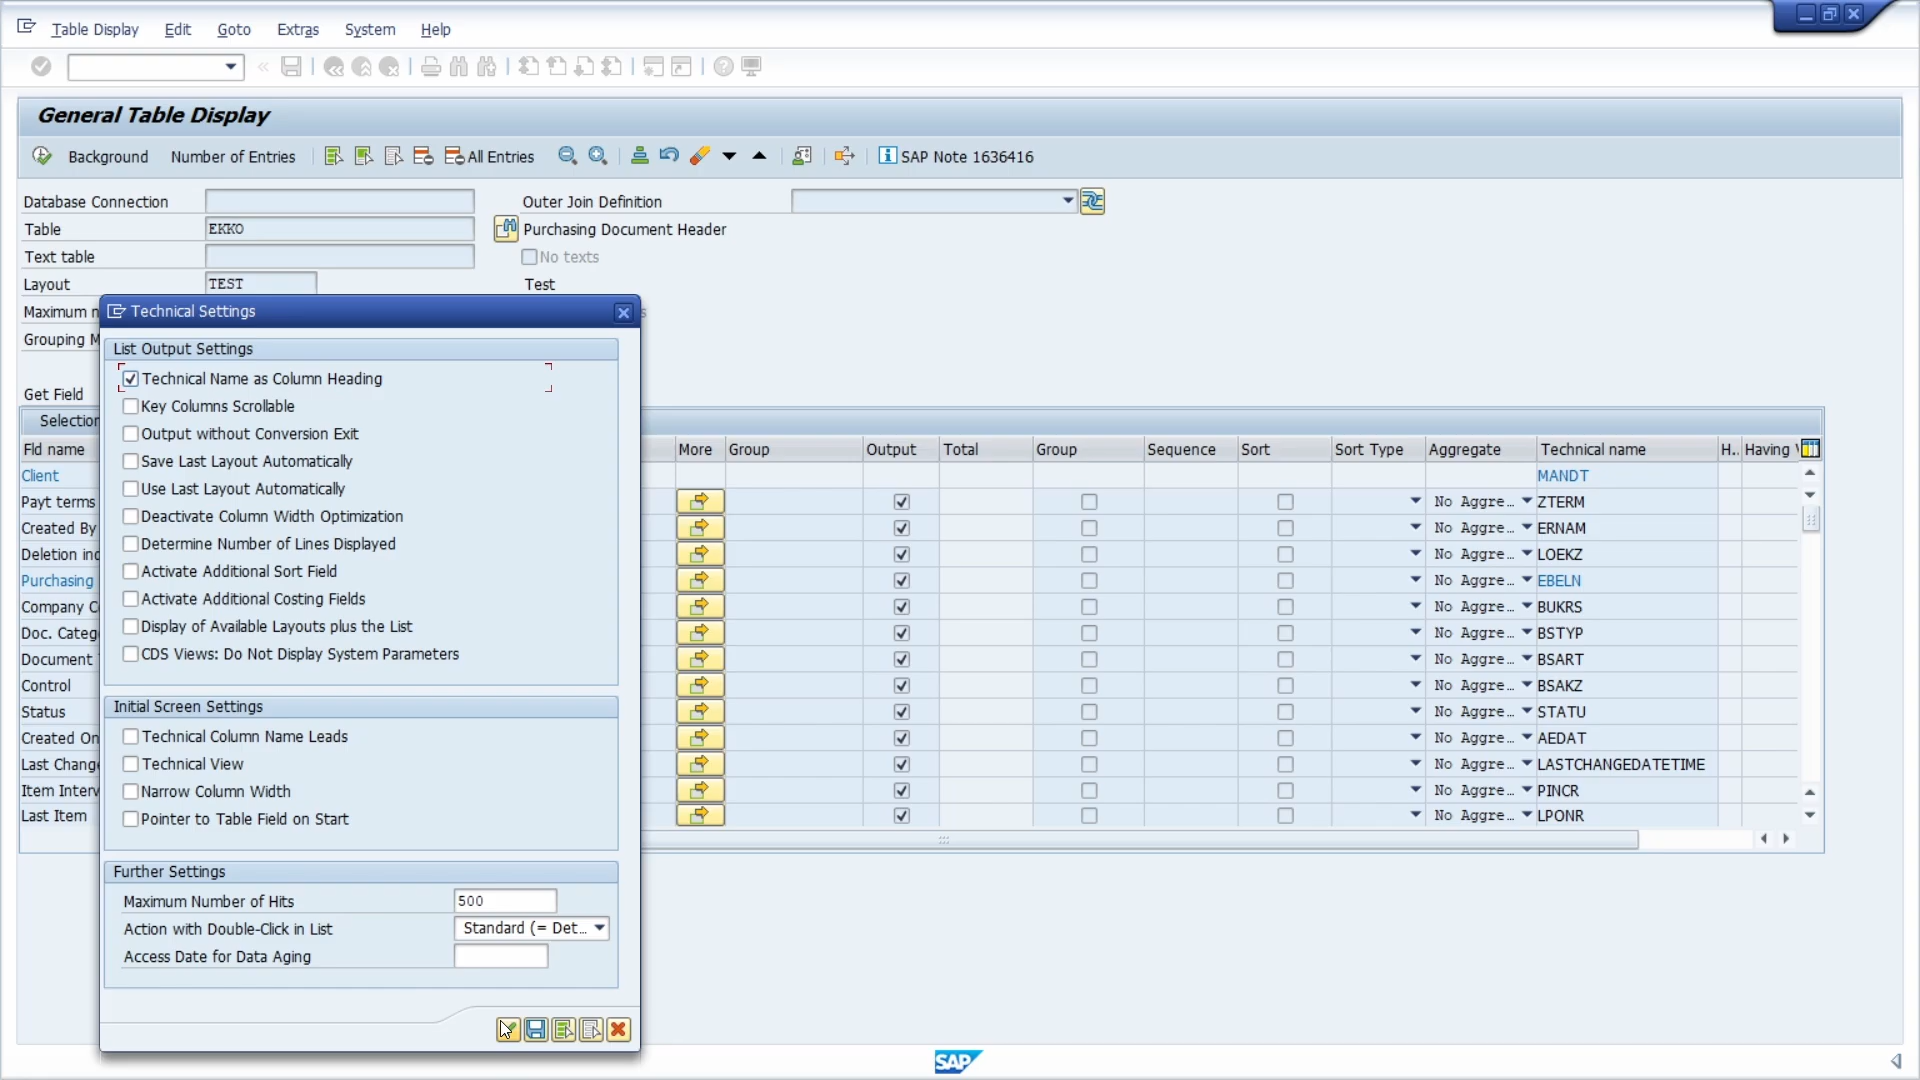 Table Display Edit Goto Extras System Help
General Table Display
Background Number of Entries All Entries SAP Note 1636416
Database Connection Outer Join Definition
Table EKKO Purchasing Document Header
Text table No texts
Layout TEST Test
Maximum n
Grouping M
Get Field
Selection
Technical Settings
List Output Settings
Technical Name as Column Heading
Key Columns Scrollable
Output without Conversion Exit
Save Last Layout Automatically
Use Last Layout Automatically
Deactivate Column Width Optimization
Determine Number of Lines Displayed
Activate Additional Sort Field
Activate Additional Costing Fields
Display of Available Layouts plus the List
CDS Views: Do Not Display System Parameters
Initial Screen Settings
Technical Column Name Leads
Technical View
Narrow Column Width
Pointer to Table Field on Start
Further Settings
Maximum Number of Hits 500
Action with Double-Click in List Standard (= Det...
Access Date for Data Aging
Fld name More Group Output Total Group Sequence Sort Sort Type Aggregate Technical name H.. Having
Client MANDT
Payt terms No Aggre... ZTERM
Created By No Aggre... ERNAM
Deletion inc No Aggre... LOEKZ
Purchasing No Aggre... EBELN
Company Co No Aggre... BUKRS
Doc. Categ No Aggre... BSTYP
Document No Aggre... BSART
Control No Aggre... BSAKZ
Status No Aggre... STATU
Created On No Aggre... AEDAT
Last Change No Aggre... LASTCHANGEDATETIME
Item Interv No Aggre... PINCR
Last Item No Aggre... LPONR
SAP